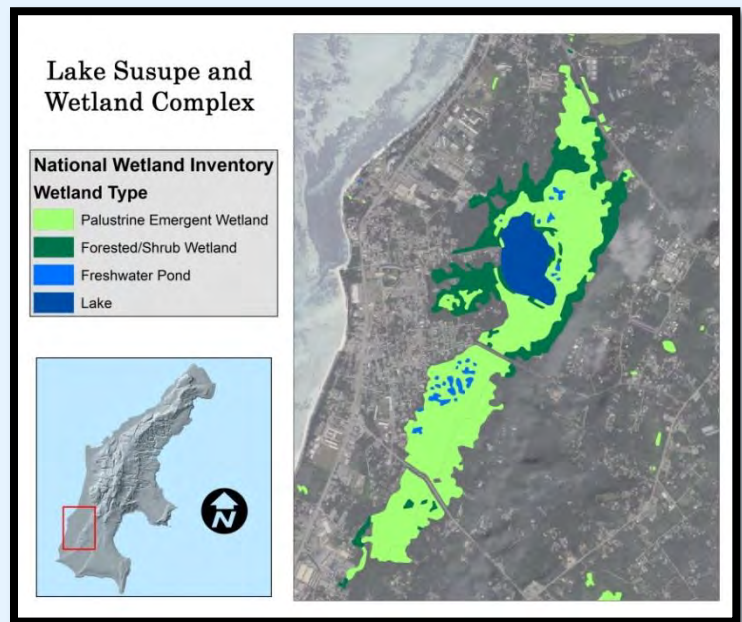 Lake Susupe and
Wetland Complex
National Wetland Inventory
Wetland Type
Palustrine Emergent Wetland
Forested/Shrub Wetland
Freshwater Pond
Lake
N